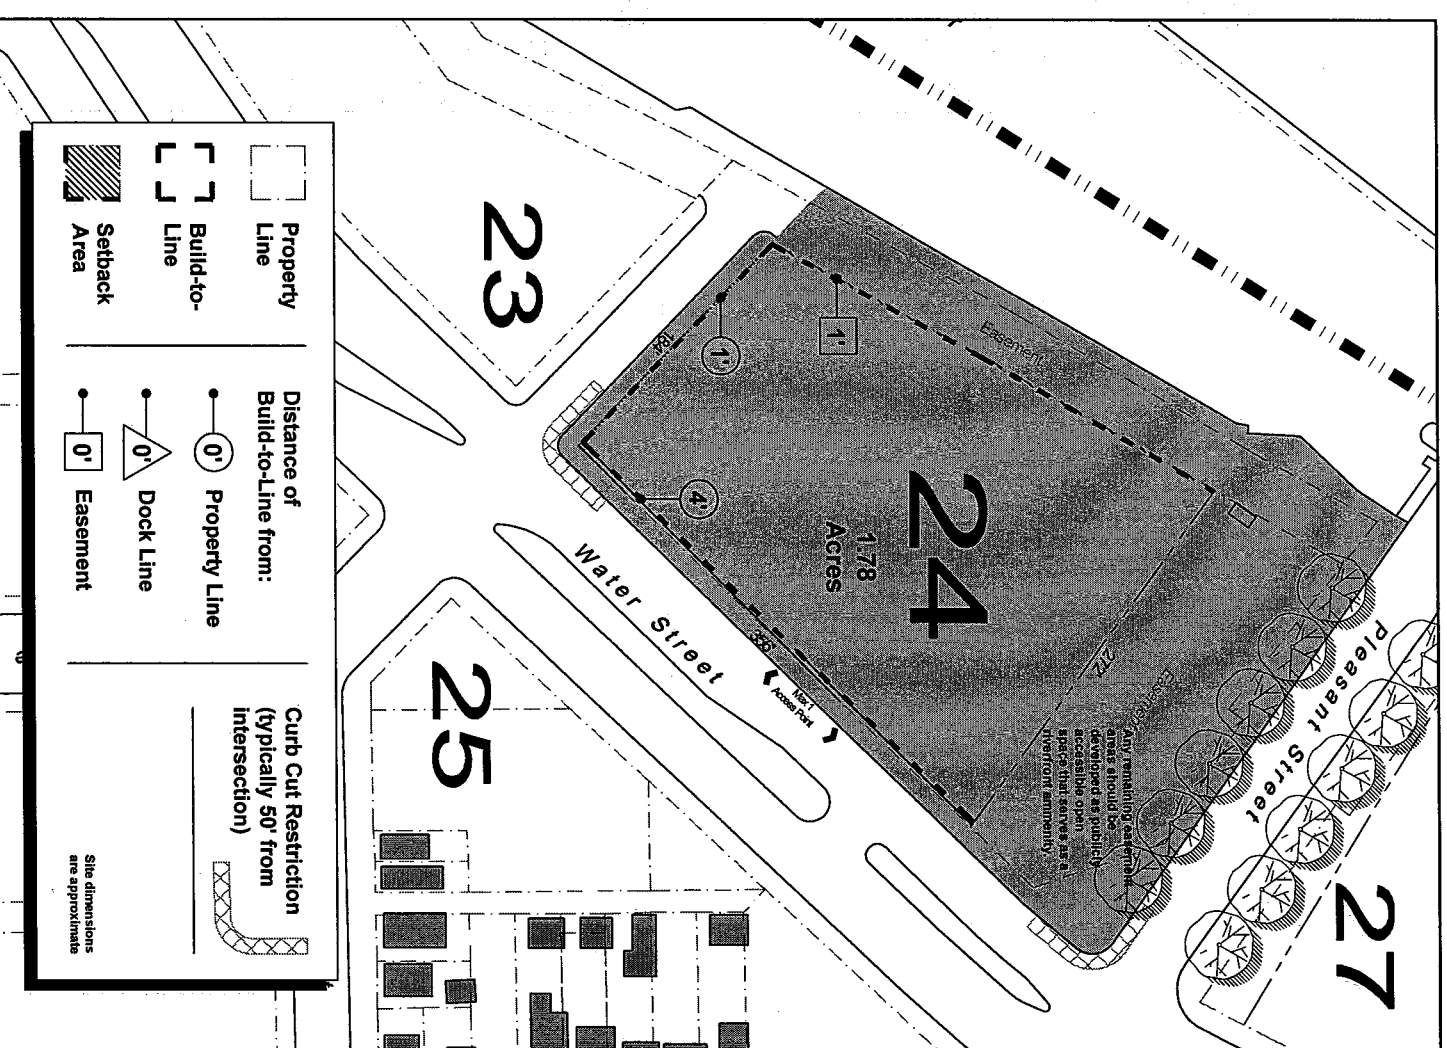 23
24
1.78
Acres
25
27
Easement
184'
1'
1'
4'
356'
272'
Easement
Max 1
Access Point
Water Street
Pleasant Street
Any remaining easement
areas should be
developed as publicly
accessible open
space that serves as a
riverfront ammenity.
Property
Line
Build-to-
Line
Setback
Area
Distance of
Build-to-Line from:
0' Property Line
0' Dock Line
0' Easement
Curb Cut Restriction
(typically 50' from
intersection)
Site dimensions
are approximate